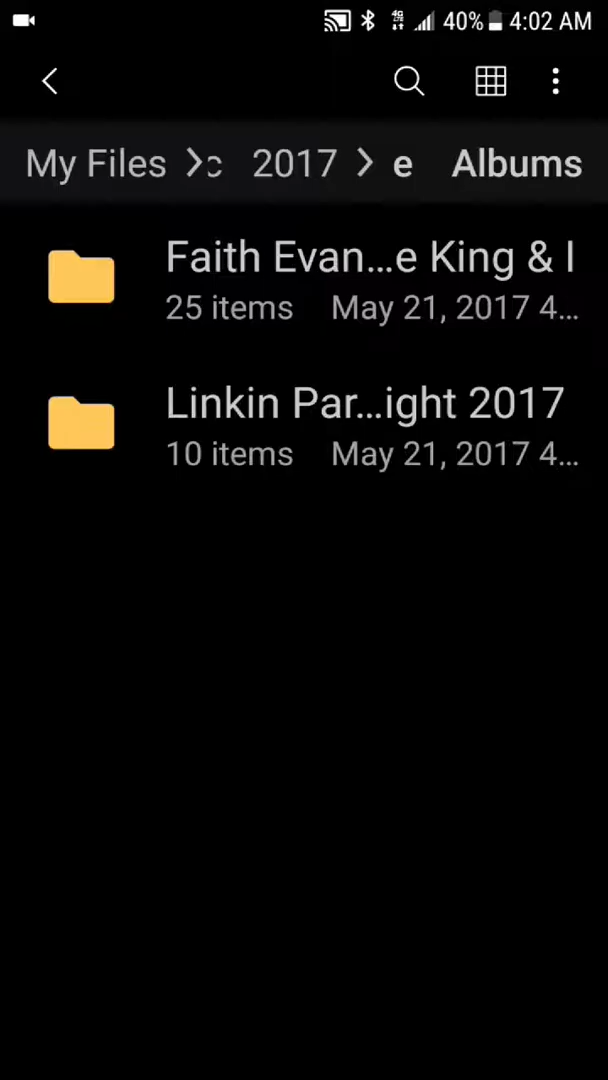 4G 40% 4:02 AM
My Files c 2017 e Albums
Faith Evan...e King & I
25 items May 21, 2017 4...
Linkin Par...ight 2017
10 items May 21, 2017 4...